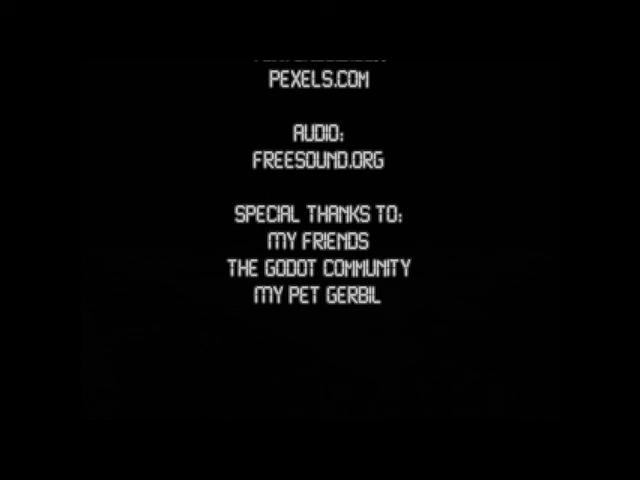 PEXELS.COM
AUDIO:
FREESOUND.ORG
SPECIAL THANKS TO:
MY FRIENDS
THE GODOT COMMUNITY
MY PET GERBIL